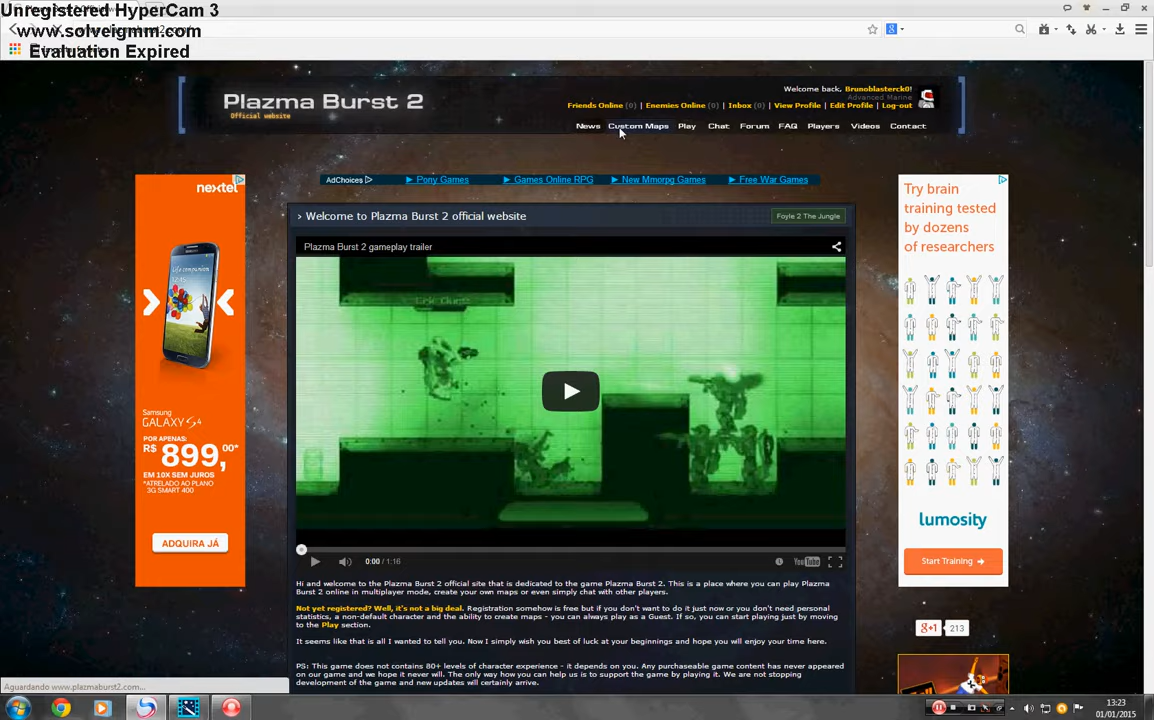 Unregistered HyperCam 3
www.solveigmm.com
Evaluation Expired
Plazma Burst 2
Official website
Welcome back, Brunoblasterck0!
Advanced Marine
Friends Online (0) | Enemies Online (0) | Inbox (0) | View Profile | Edit Profile | Log-out
News Custom Maps Play Chat Forum FAQ Players Videos Contact
AdChoices Pony Games Games Online RPG New Mmorpg Games Free War Games
nextel
Samsung
GALAXY S4
POR APENAS:
R$ 899,00*
EM 10X SEM JUROS
*ATRELADO AO PLANO
3G SMART 400
ADQUIRA JÁ
› Welcome to Plazma Burst 2 official website
Foyle 2 The Jungle
Plazma Burst 2 gameplay trailer
0:00 / 1:16
YouTube
Hi and welcome to the Plazma Burst 2 official site that is dedicated to the game Plazma Burst 2. This is a place where you can play Plazma
Burst 2 online in multiplayer mode, create your own maps or even simply chat with other players.
Not yet registered? Well, it's not a big deal. Registration somehow is free but if you don't want to do it just now or you don't need personal
statistics, a non-default character and the ability to create maps - you can always play as a Guest. If so, you can start playing just by moving
to the Play section.
It seems like that is all I wanted to tell you. Now I simply wish you best of luck at your beginnings and hope you will enjoy your time here.
PS: This game does not contains 80+ levels of character experience - it depends on you. Any purchaseable game content has never appeared
on our game and we hope it never will. The only way how you can help us is to support the game by playing it. We are not stopping
development of the game and new updates will certainly arrive.
Try brain
training tested
by dozens
of researchers
lumosity
Start Training
g+1 213
Aguardando www.plazmaburst2.com...
13:23
01/01/2015